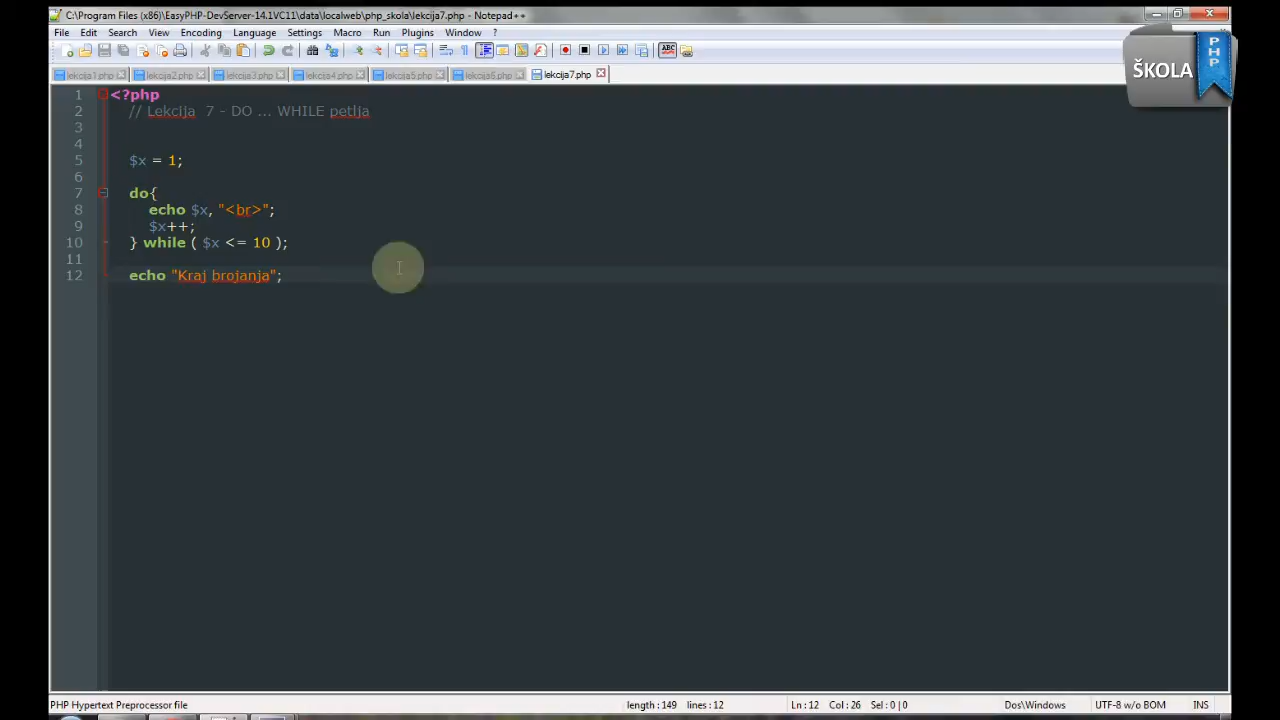 C:\Program Files (x86)\EasyPHP-DevServer-14.1VC11\data\localweb\php_skola\lekcija7.php - Notepad++
File Edit Search View Encoding Language Settings Macro Run Plugins Window ?
ŠKOLA
PHP
lekcija1.php lekcija2.php lekcija3.php lekcija4.php lekcija5.php lekcija6.php lekcija7.php
1 <?php
2 // Lekcija 7 - DO ... WHILE petlja
3
4
5 $x = 1;
6
7 do{
8 echo $x, "<br>";
9 $x++;
10 } while ( $x <= 10 );
11
12 echo "Kraj brojanja";
PHP Hypertext Preprocessor file length : 149 lines : 12 Ln : 12 Col : 26 Sel : 0 | 0 Dos\Windows UTF-8 w/o BOM INS